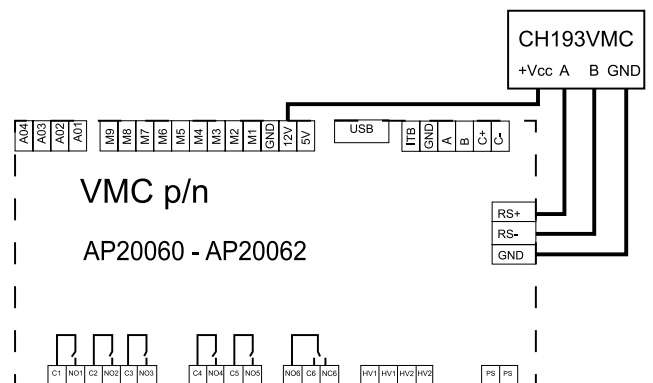 CH193VMC
+Vcc A B GND
A04 A03 A02 A01 M9 M8 M7 M6 M5 M4 M3 M2 M1 GND 12V 5V USB ITB GND A B C+ C-
VMC p/n
RS+
RS-
AP20060 - AP20062
GND
C1 NO1 C2 NO2 C3 NO3 C4 NO4 C5 NO5 NO6 C6 NC6 HV1 HV1 HV2 HV2 PS PS